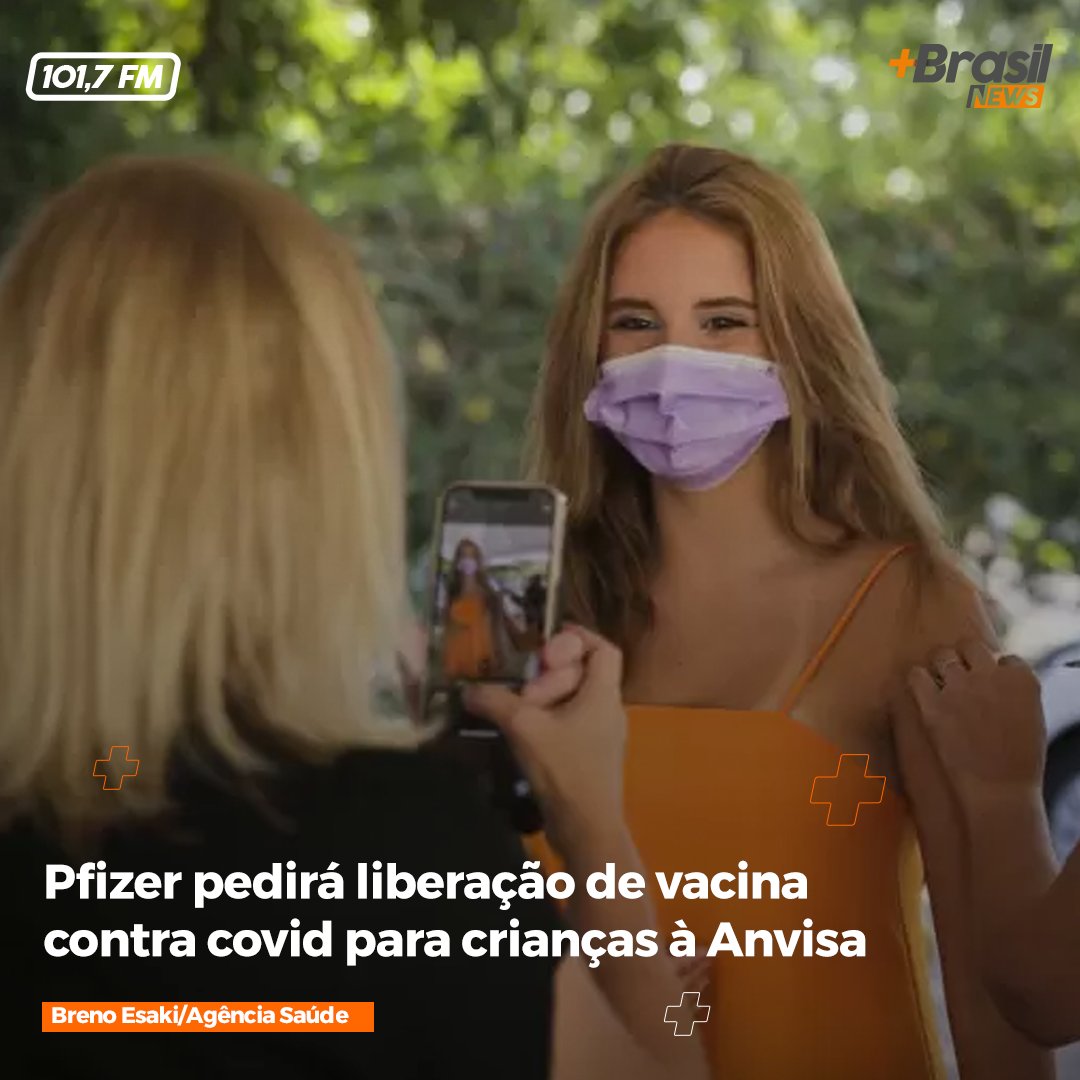 101,7 FM
+Brasil
NEWS
Pfizer pedirá liberação de vacina
contra covid para crianças à Anvisa
Breno Esaki/Agência Saúde